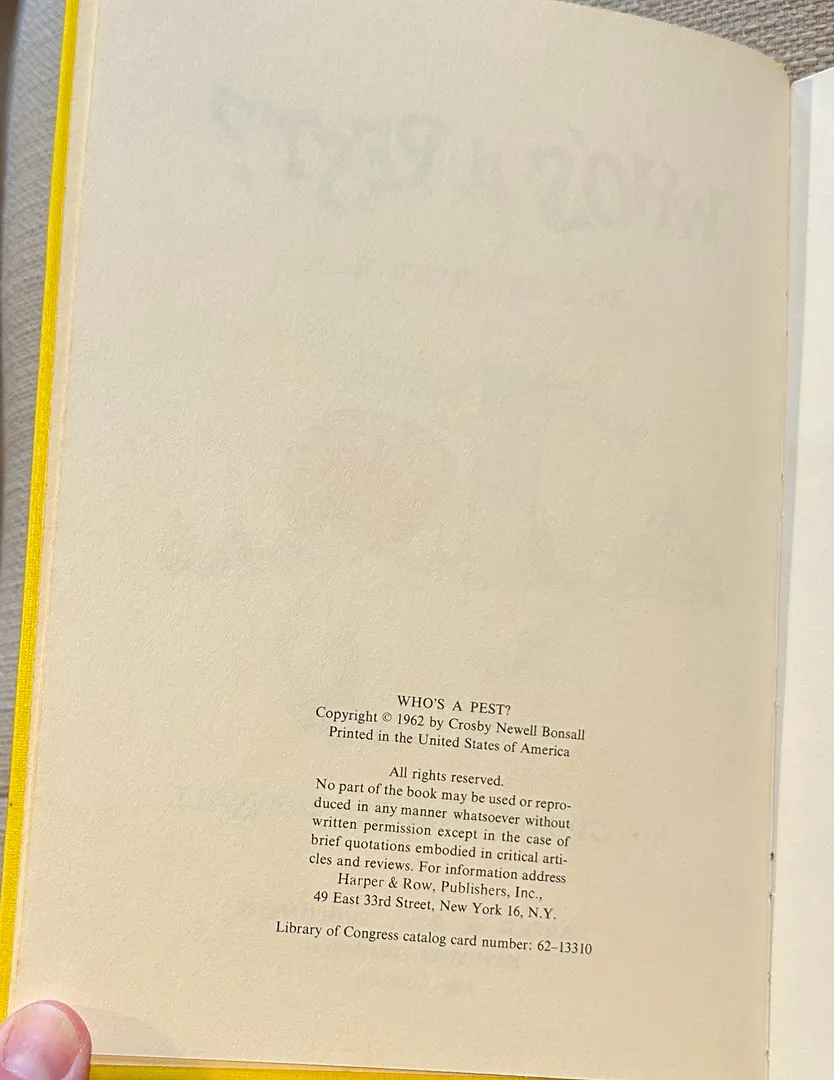 WHO'S A PEST?
WHO'S A PEST?
Copyright © 1962 by Crosby Newell Bonsall
Printed in the United States of America
All rights reserved.
No part of the book may be used or repro-
duced in any manner whatsoever without
written permission except in the case of
brief quotations embodied in critical arti-
cles and reviews. For information address
Harper & Row, Publishers, Inc.,
49 East 33rd Street, New York 16, N.Y.
Library of Congress catalog card number: 62-13310